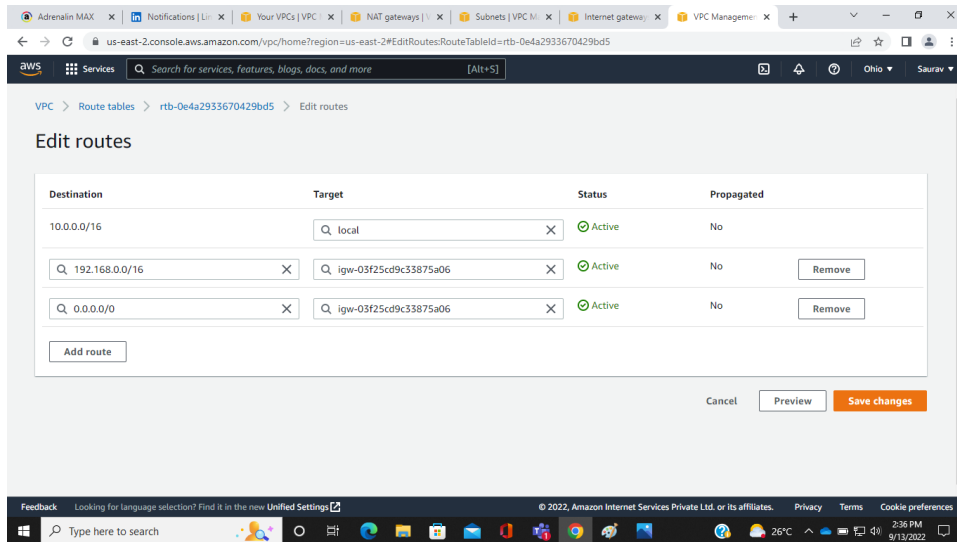 Adrenalin MAX
Notifications | Lin
Your VPCs | VPC
NAT gateways | V
Subnets | VPC M
Internet gateway
VPC Managemen
us-east-2.console.aws.amazon.com/vpc/home?region=us-east-2#EditRoutes:RouteTableId=rtb-0e4a2933670429bd5
aws
Services
Search for services, features, blogs, docs, and more
[Alt+S]
Ohio
Saurav
VPC > Route tables > rtb-0e4a2933670429bd5 > Edit routes
Edit routes
Destination Target Status Propagated
10.0.0.0/16 local Active No
192.168.0.0/16 igw-03f25cd9c33875a06 Active No Remove
0.0.0.0/0 igw-03f25cd9c33875a06 Active No Remove
Add route
Cancel Preview Save changes
Feedback Looking for language selection? Find it in the new Unified Settings © 2022, Amazon Internet Services Private Ltd. or its affiliates. Privacy Terms Cookie preferences
Type here to search
26°C
2:36 PM
9/13/2022